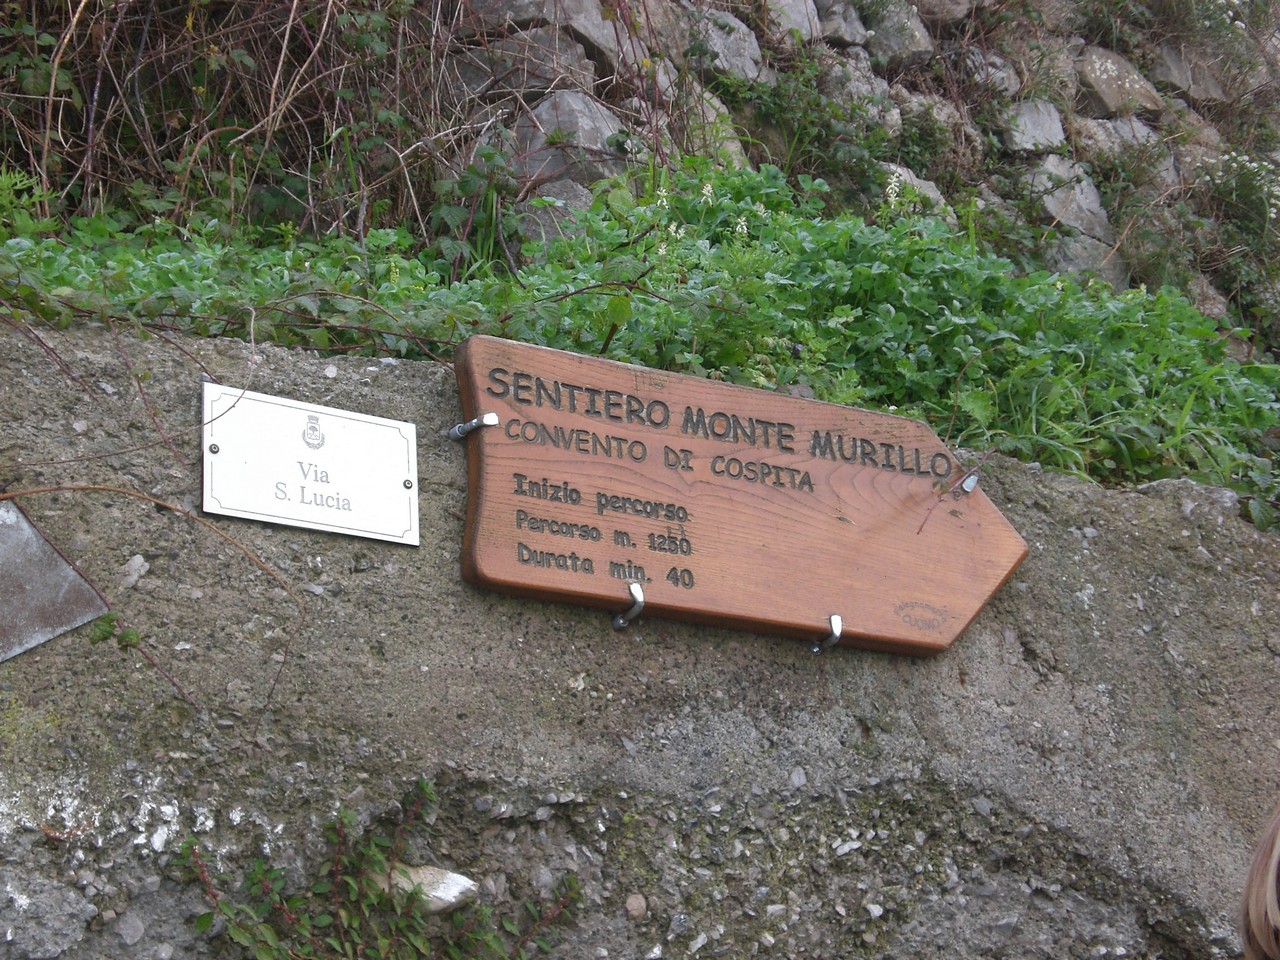 Via
S. Lucia
SENTIERO MONTE MURILLO
CONVENTO DI COSPITA
Inizio percorso
Percorso m. 1250
Durata min. 40